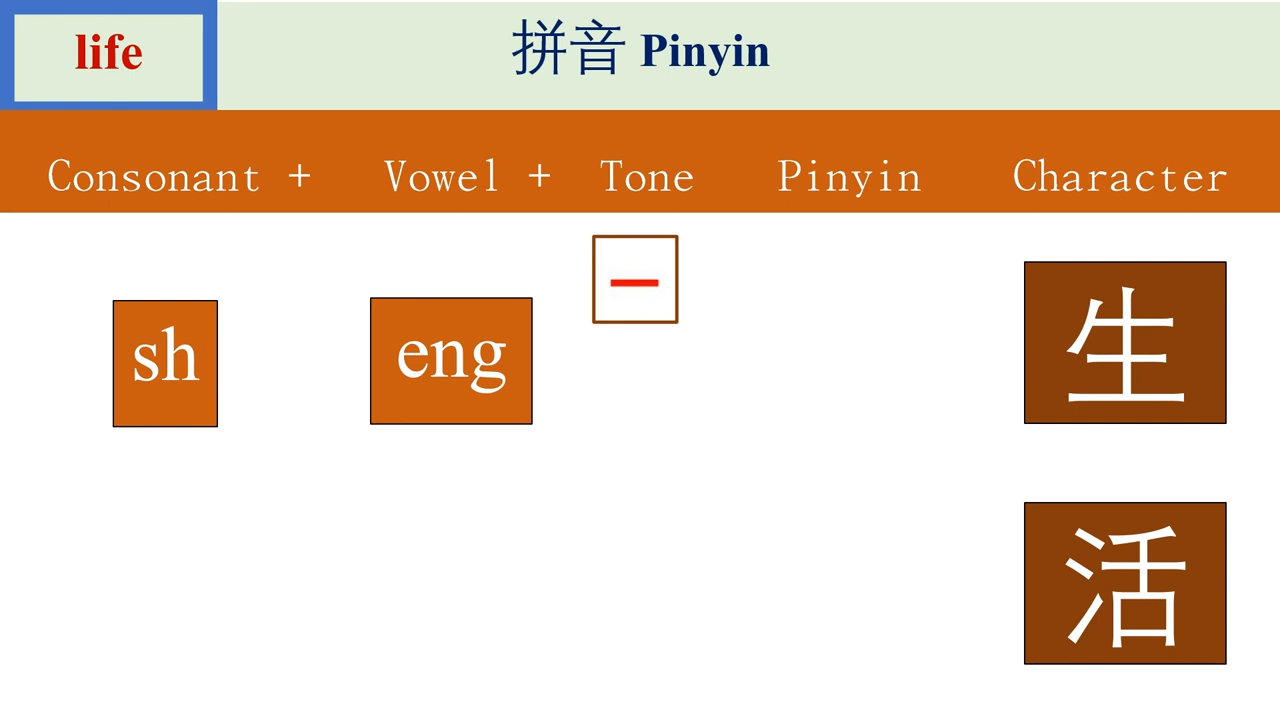 life
拼音 Pinyin
Consonant + Vowel + Tone Pinyin Character
sh eng 生
活